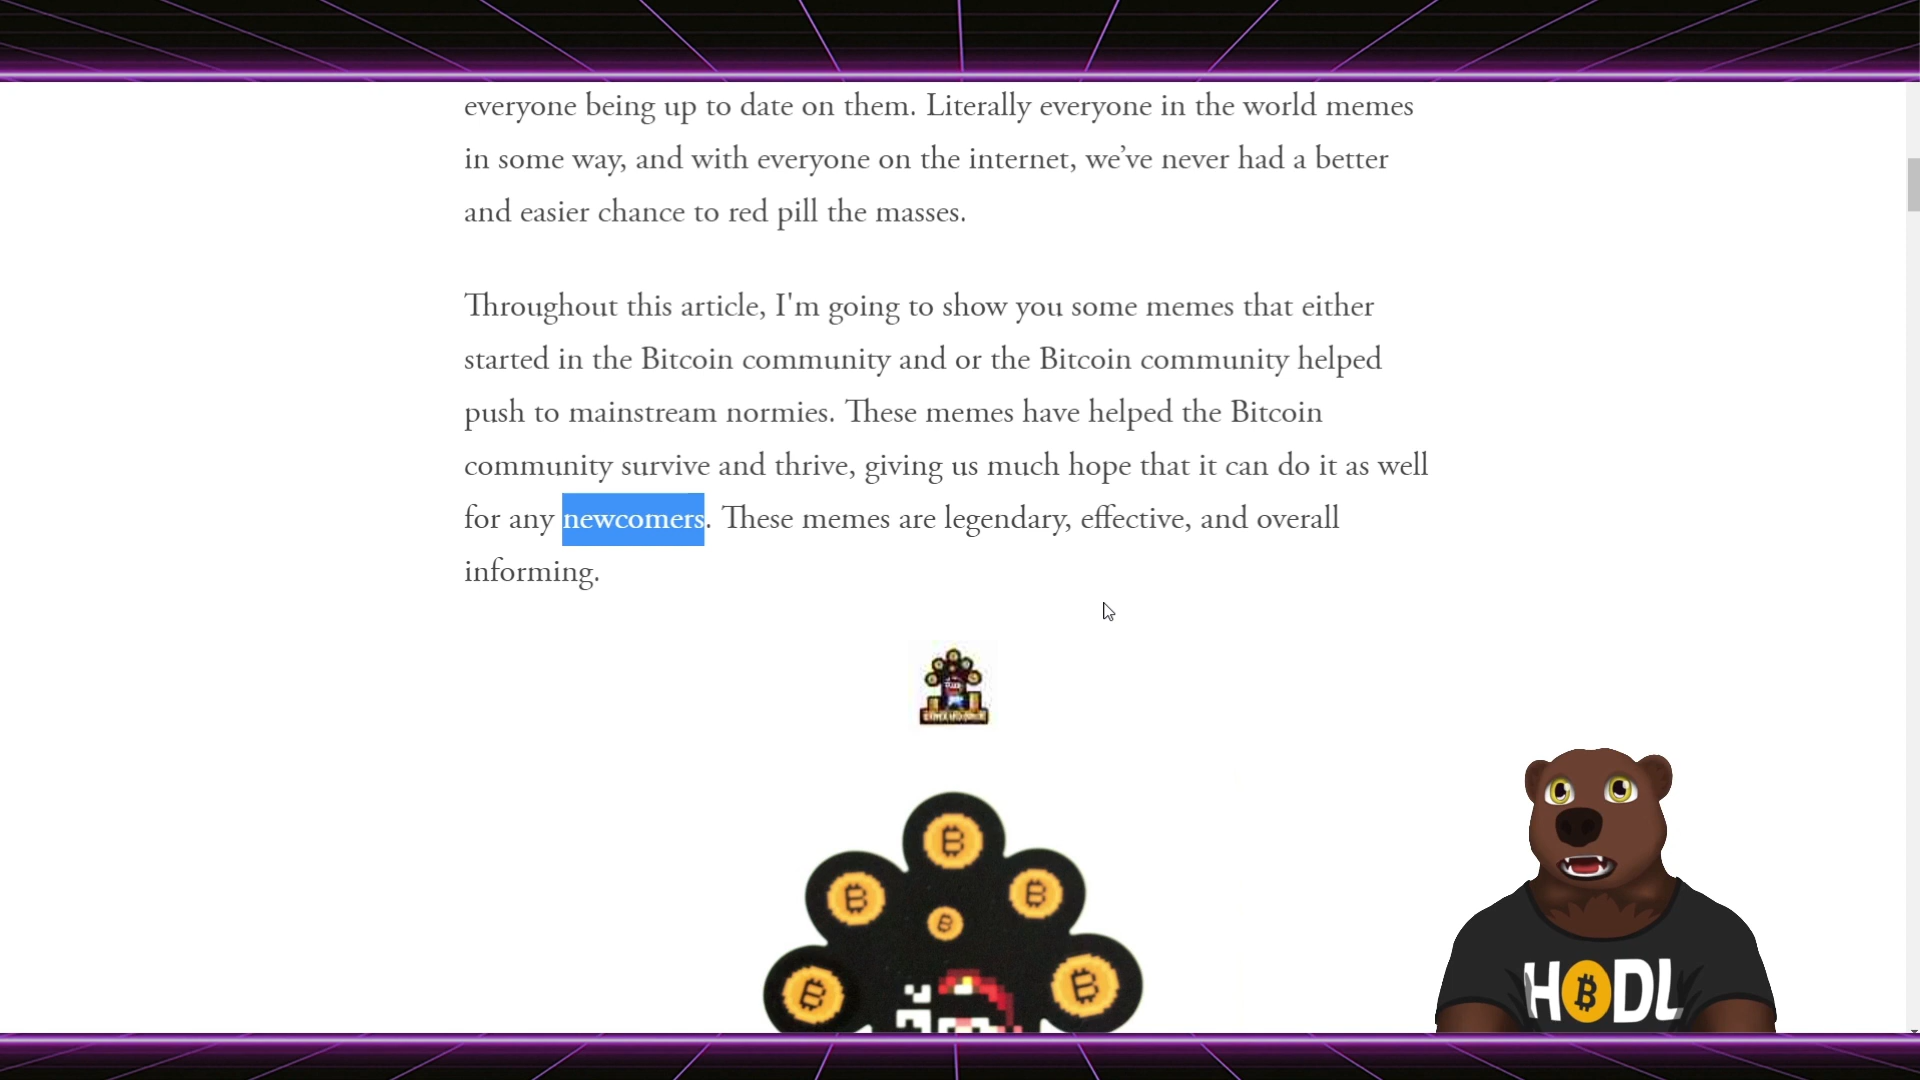 everyone being up to date on them. Literally everyone in the world memes
in some way, and with everyone on the internet, we’ve never had a better
and easier chance to red pill the masses.
Throughout this article, I'm going to show you some memes that either
started in the Bitcoin community and or the Bitcoin community helped
push to mainstream normies. These memes have helped the Bitcoin
community survive and thrive, giving us much hope that it can do it as well
for any newcomers. These memes are legendary, effective, and overall
informing.
H₿DL